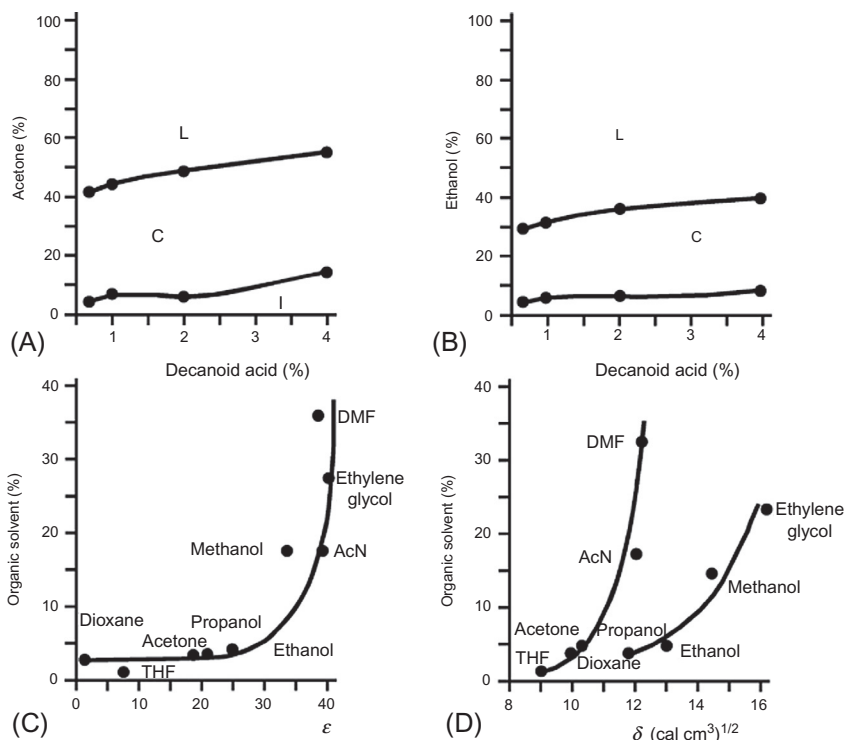 100
80
60
40
20
0
Acetone (%)
L
C
I
1
2
3
4
(A)
100
80
60
40
20
0
Ethanol (%)
L
C
1
2
3
4
(B)
Decanoid acid (%)
Decanoid acid (%)
40
30
20
10
0
Organic solvent (%)
DMF
Ethylene
glycol
Methanol
AcN
Dioxane
Propanol
Acetone
Ethanol
THF
0
10
20
30
40
(C)
ε
40
30
20
10
0
Organic solvent (%)
DMF
Ethylene
glycol
AcN
Methanol
Acetone
Propanol
THF
Dioxane
Ethanol
8
10
12
14
16
(D)
δ (cal cm³)¹/²